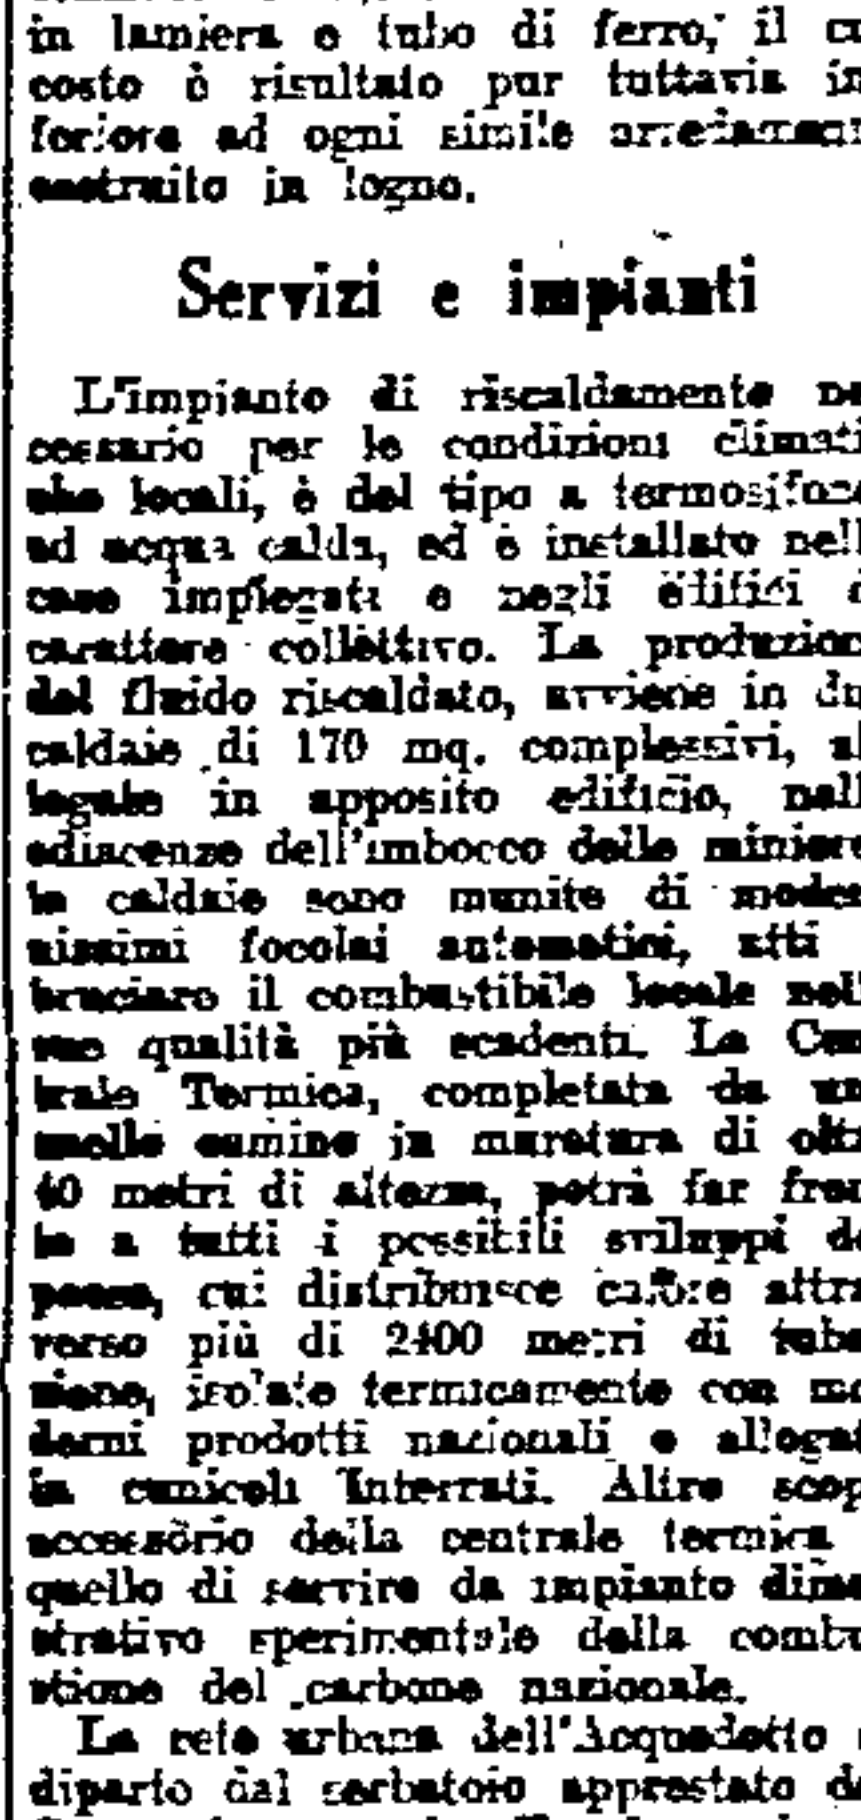 in lamiera e tubo di ferro, il cu
costo è risultato pur tuttavia in
feriore ad ogni simile arredamen
costruito in legno.
Servizi e impianti
L'impianto di riscaldamento ne
cessario per le condizioni climati
che locali, è del tipo a termosifone
ad acqua calda, ed è installato nell
case impiegati e negli edifici d
carattere collettivo. La produzion
del fluido riscaldato, avviene in du
caldaie di 170 mq. complessivi, al
legate in apposito edificio, nell
adiacenze dell'imbocco delle miniere
le caldaie sono munite di moder
nissimi focolai automatici, atti
bruciare il combustibile locale nell
sue qualità più scadenti. La Cen
trale Termica, completata da un
snello camino in muratura di oltr
40 metri di altezza, potrà far fron
te a tutti i possibili sviluppi de
paese, cui distribuisce calore attra
verso più di 2400 metri di tuba
zione, isolate termicamente con mo
derni prodotti nazionali e allogat
in cunicoli interrati. Altro scop
accessorio della centrale termica
quello di servire da impianto dimo
strativo sperimentale della combu
stione del carbone nazionale.
La rete urbana dell'Acquedotto
diparto dal serbatoio apprestato da